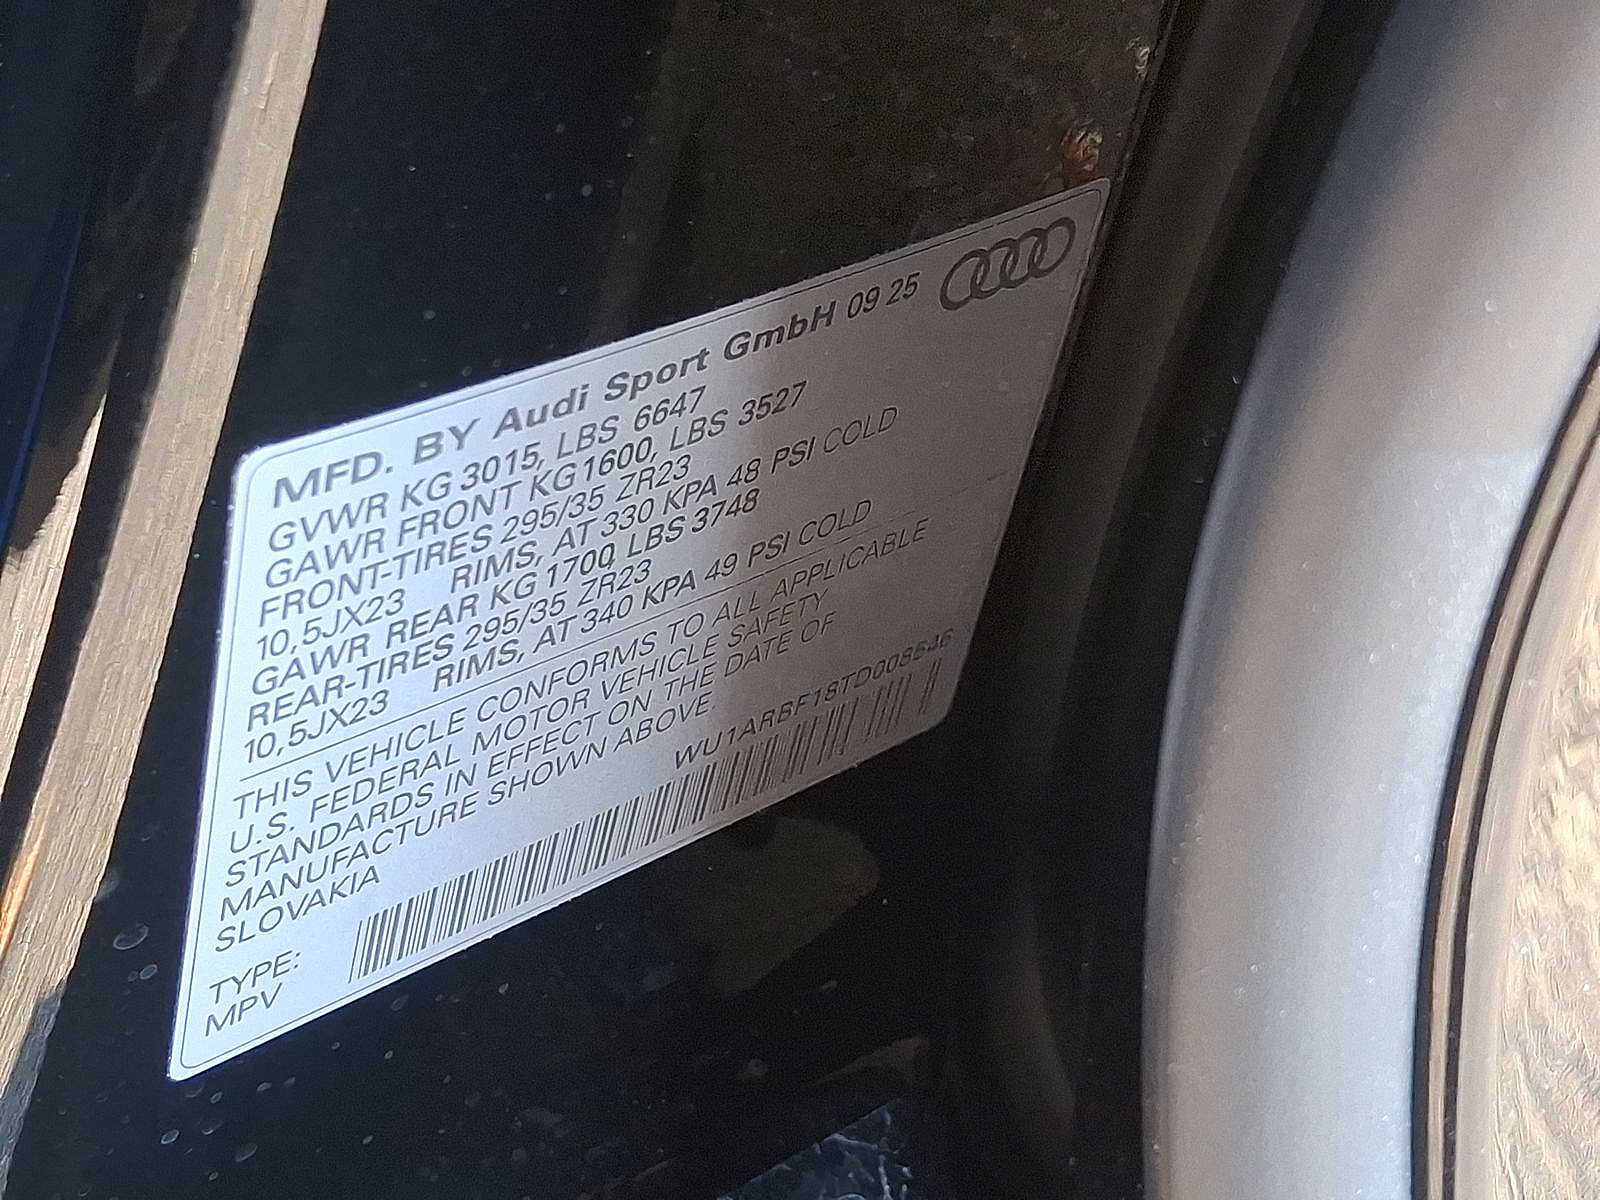 MFD. BY Audi Sport GmbH 09 25
GVWR KG 3015, LBS 6647
GAWR FRONT KG 1600, LBS 3527
FRONT-TIRES 295/35 ZR23
10,5JX23 RIMS, AT 330 KPA 48 PSI COLD
GAWR REAR KG 1700, LBS 3748
REAR-TIRES 295/35 ZR23
10,5JX23 RIMS, AT 340 KPA 49 PSI COLD
THIS VEHICLE CONFORMS TO ALL APPLICABLE
U.S. FEDERAL MOTOR VEHICLE SAFETY
STANDARDS IN EFFECT ON THE DATE OF
MANUFACTURE SHOWN ABOVE.
SLOVAKIA
TYPE:
MPV